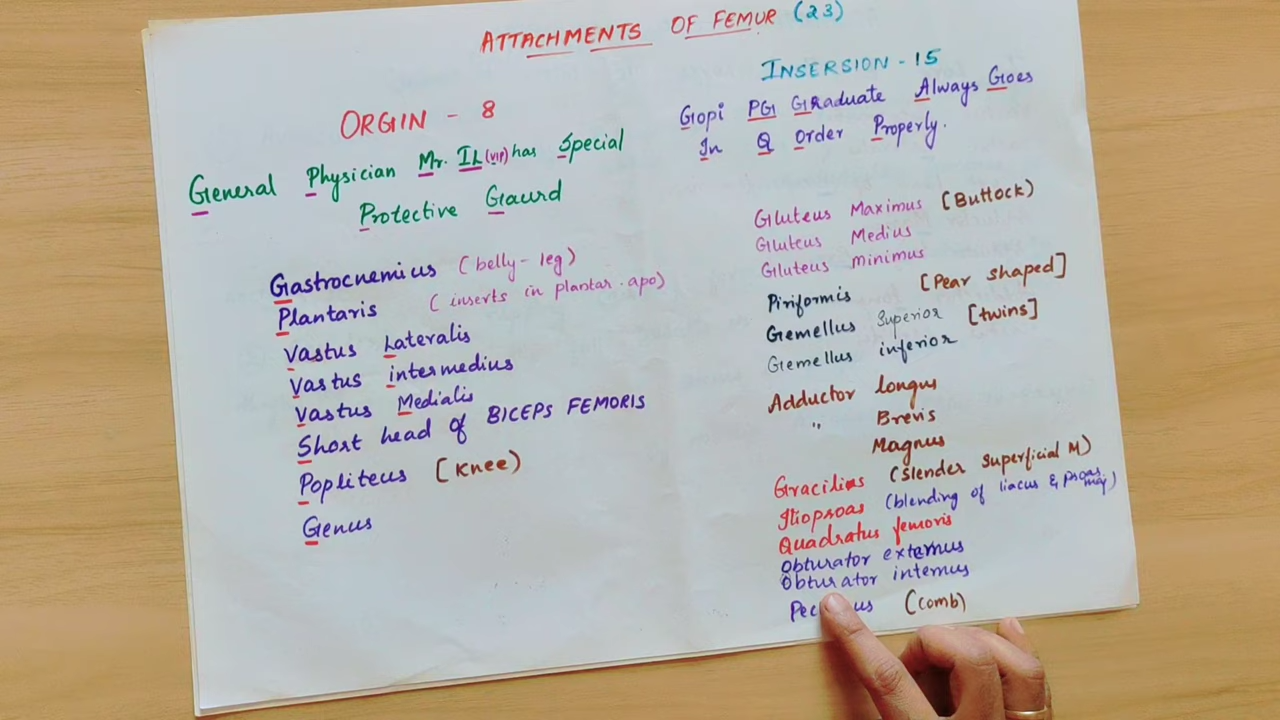 ATTACHMENTS OF FEMUR (23)
ORGIN - 8
General Physician Mr. IL (VIP) has Special
Protective Gaurd
Gastrocnemius (belly-leg)
Plantaris (inserts in plantar.apo)
Vastus Lateralis
Vastus intermedius
Vastus Medialis
Short head of BICEPS FEMORIS
Popliteus [Knee)
Genus
INSERSION - 15
Gopi PG GRaduate Always Goes
In Q Order Properly.
Gluteus Maximus [Buttock)
Gluteus Medius
Gluteus minimus
Piriformis [Pear shaped]
Gemellus Superior [twins]
Gemellus inferior
Adductor longus
" Brevis
Magnus
Gracilis (Slender superficial M)
Iliopsoas (blending of liacus & psoas maj)
Quadratus femoris
Obturator externus
Obturator internus
(comb)